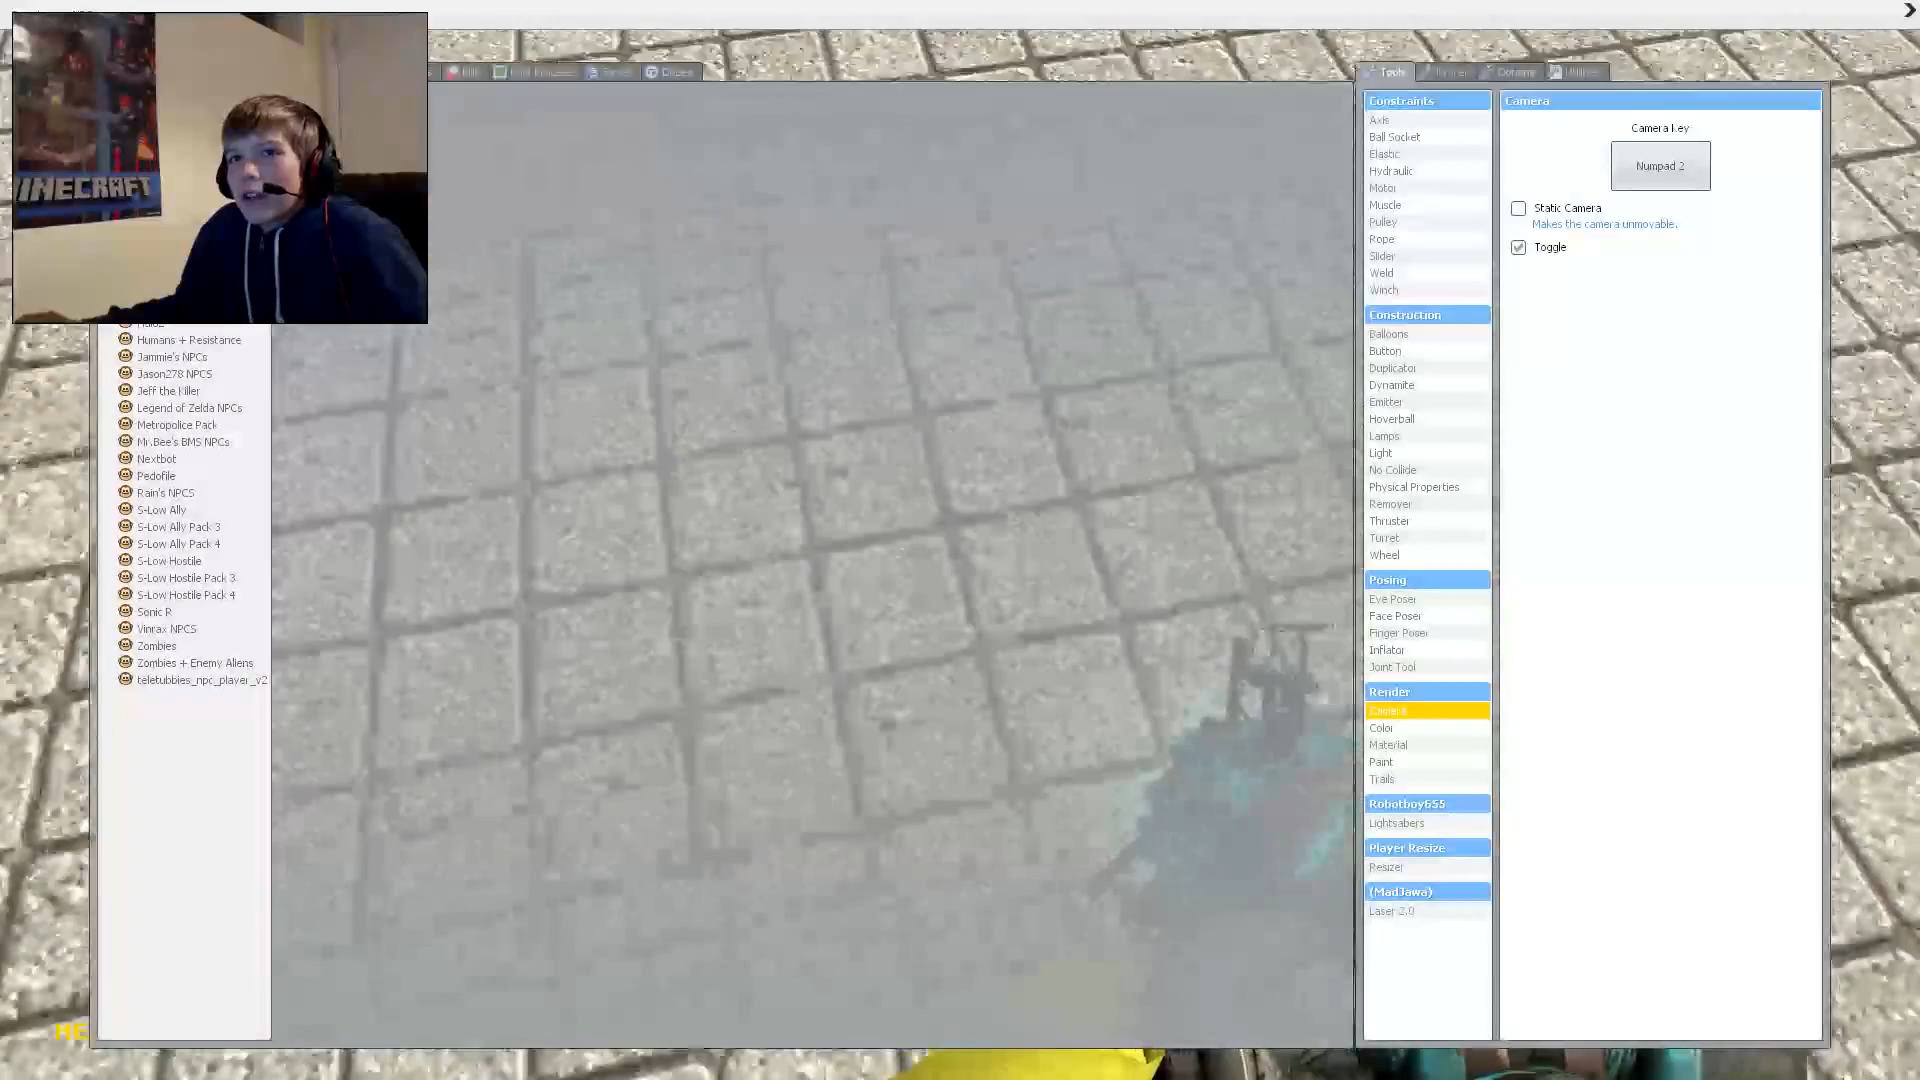 INECRAFT
Dupes
Tools
Options
Utilities
Halo2
Humans + Resistance
Jammie's NPCs
Jason278 NPCS
Jeff the Killer
Legend of Zelda NPCs
Metropolice Pack
Mr.Bee's BMS NPCs
Nextbot
Pedofile
Rain's NPCS
S-Low Ally
S-Low Ally Pack 3
S-Low Ally Pack 4
S-Low Hostile
S-Low Hostile Pack 3
S-Low Hostile Pack 4
Sonic R
Vinrax NPCS
Zombies
Zombies + Enemy Aliens
teletubbies_npc_player_v2
HE
Constraints
Axis
Ball Socket
Elastic
Hydraulic
Motor
Muscle
Pulley
Rope
Slider
Weld
Winch
Construction
Balloons
Button
Duplicator
Dynamite
Emitter
Hoverball
Lamps
Light
No Collide
Physical Properties
Remover
Thruster
Turret
Wheel
Posing
Eye Poser
Face Poser
Finger Poser
Inflator
Joint Tool
Render
Camera
Color
Material
Paint
Trails
Robotboy655
Lightsabers
Player Resize
Resizer
(MadJawa)
Laser 2.0
Camera
Camera Key
Numpad 2
Static Camera
Makes the camera unmovable.
Toggle